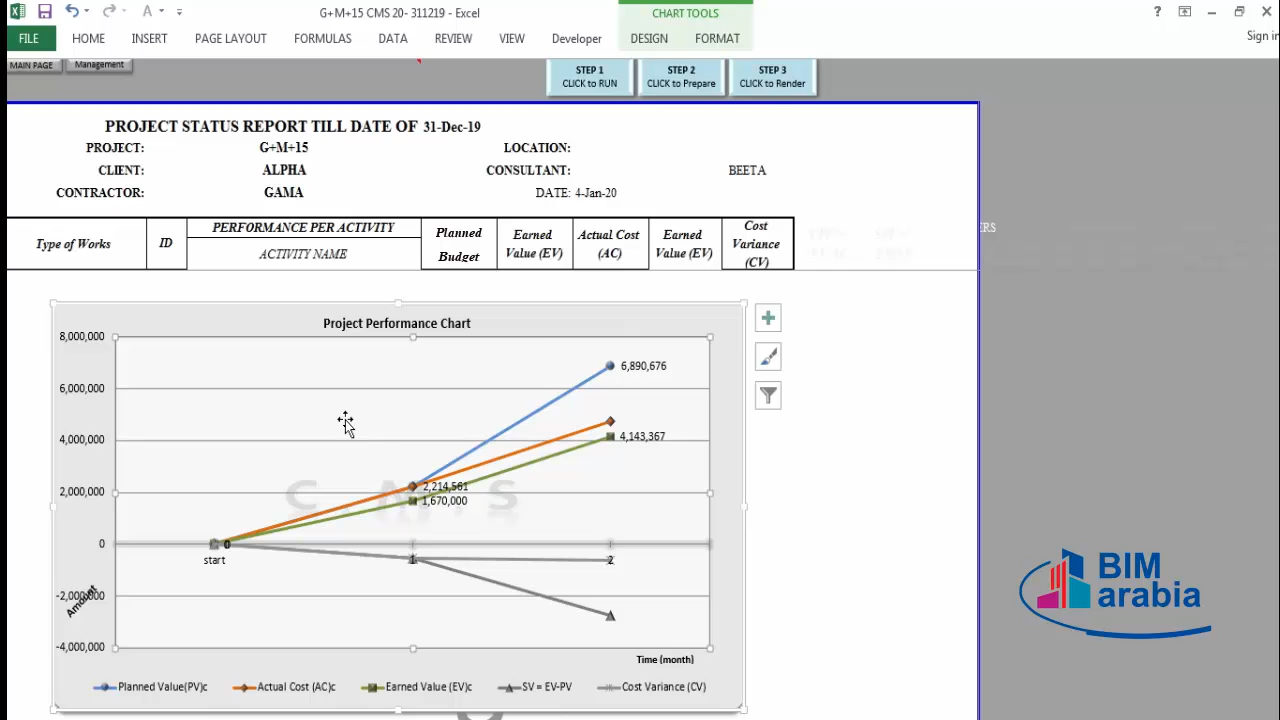 G+M+15 CMS 20- 311219 - Excel
CHART TOOLS
?
FILE HOME INSERT PAGE LAYOUT FORMULAS DATA REVIEW VIEW Developer DESIGN FORMAT Sign in
MAIN PAGE Management
STEP 1 STEP 2 STEP 3
CLICK to RUN CLICK to Prepare CLICK to Render
PROJECT STATUS REPORT TILL DATE OF 31-Dec-19
PROJECT: G+M+15 LOCATION:
CLIENT: ALPHA CONSULTANT: BEETA
CONTRACTOR: GAMA DATE: 4-Jan-20
Type of Works
ID
PERFORMANCE PER ACTIVITY
ACTIVITY NAME
Planned
Budget
Earned
Value (EV)
Actual Cost
(AC)
Earned
Value (EV)
Cost
Variance
(CV)
ERS
Project Performance Chart
8,000,000
6,890,676
6,000,000
4,000,000
4,143,367
2,000,000
2,214,561
1,670,000
C M S
0
0
start 1 2
-2,000,000
Amount
-4,000,000
Time (month)
Planned Value(PV)c Actual Cost (AC)c Earned Value (EV)c SV = EV-PV Cost Variance (CV)
BIM
arabia